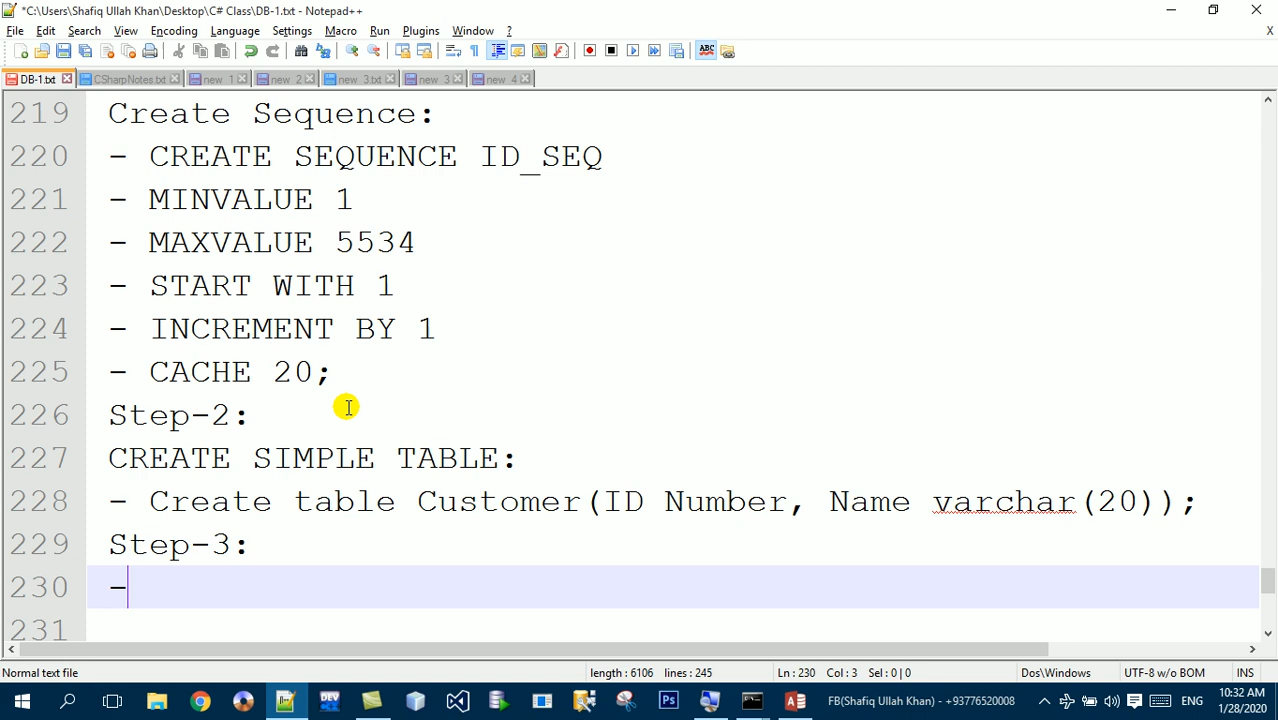 *C:\Users\Shafiq Ullah Khan\Desktop\C# Class\DB-1.txt - Notepad++
File Edit Search View Encoding Language Settings Macro Run Plugins Window ? X
DB-1.txt CSharpNotes.txt new 1 new 2 new 3.txt new 3 new 4
219 Create Sequence:
220 - CREATE SEQUENCE ID_SEQ
221 - MINVALUE 1
222 - MAXVALUE 5534
223 - START WITH 1
224 - INCREMENT BY 1
225 - CACHE 20;
226 Step-2:
227 CREATE SIMPLE TABLE:
228 - Create table Customer(ID Number, Name varchar(20));
229 Step-3:
230 -
231
Normal text file length : 6106 lines : 245 Ln : 230 Col : 3 Sel : 0 | 0 Dos\Windows UTF-8 w/o BOM INS
FB(Shafiq Ullah Khan) - +93776520008 ENG 10:32 AM
1/28/2020